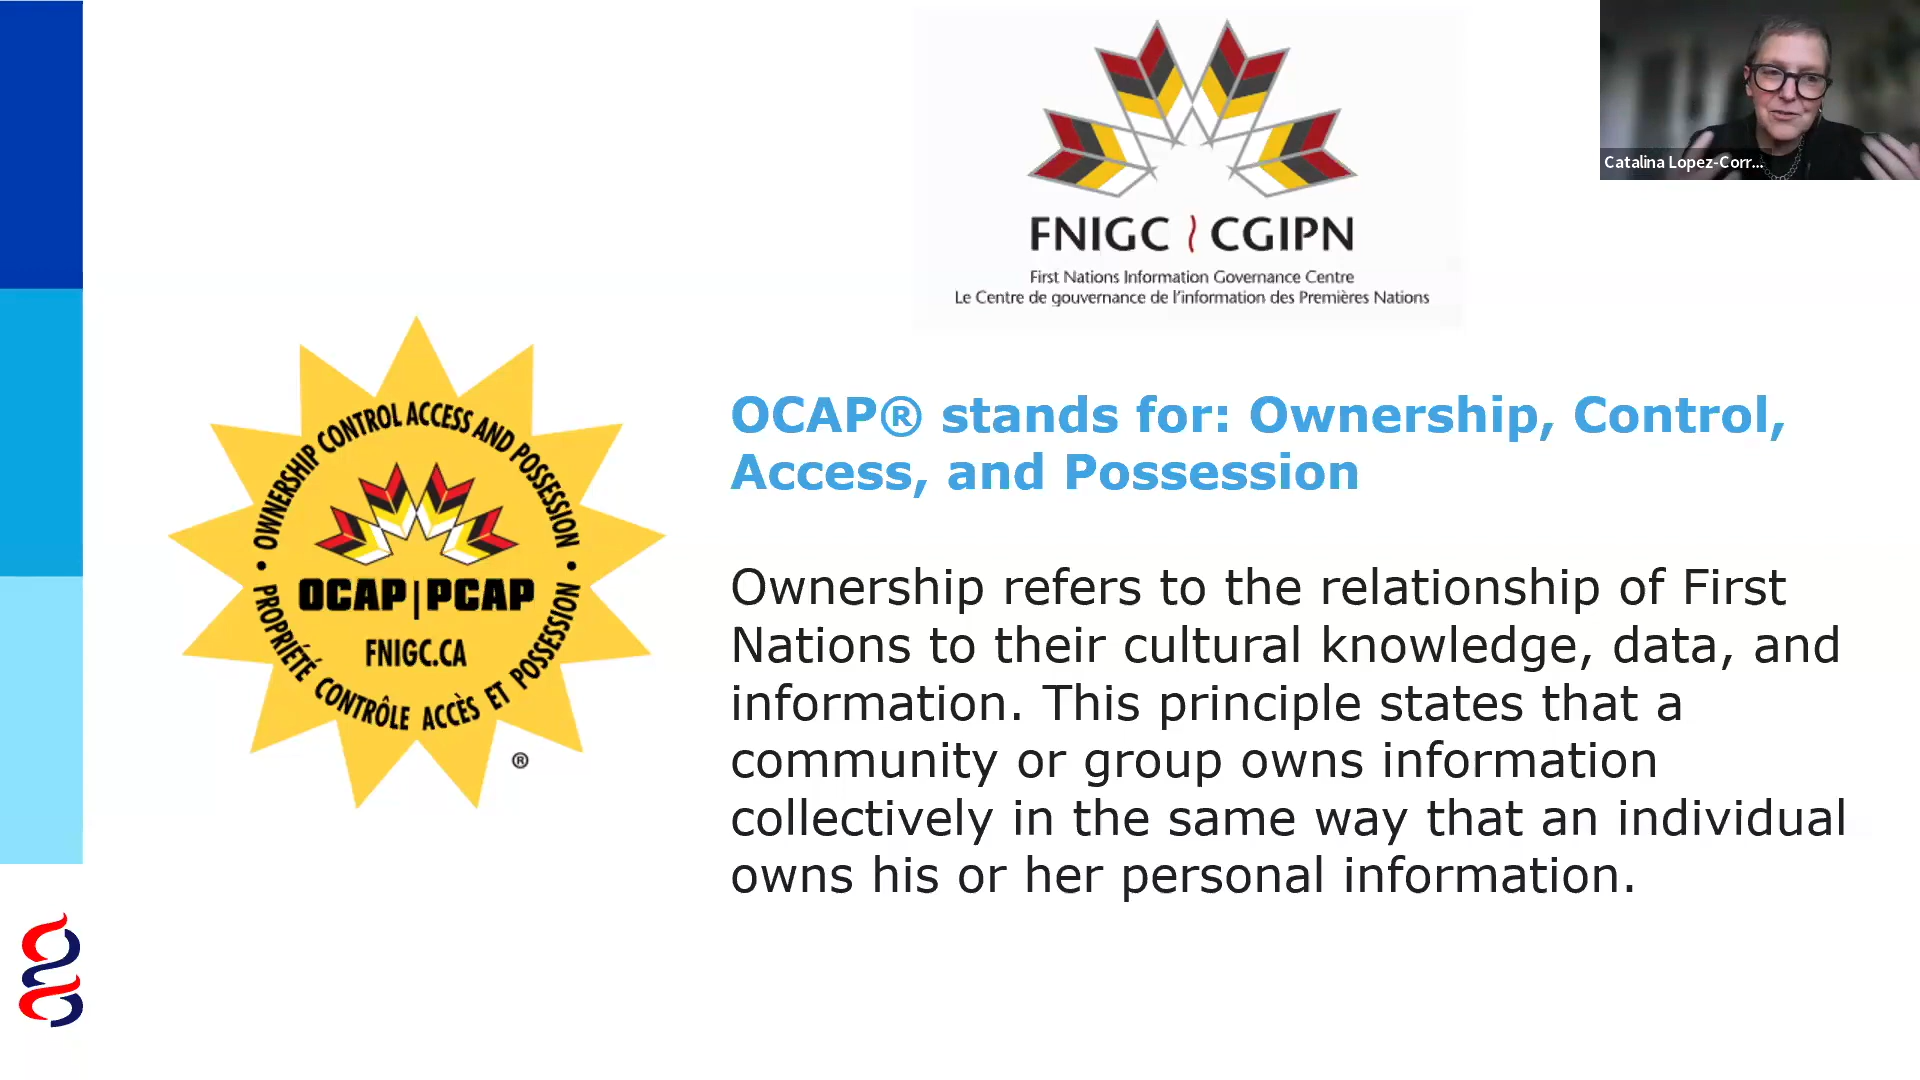 FNIGC CGIPN
First Nations Information Governance Centre
Le Centre de gouvernance de l'information des Premières Nations
Catalina Lopez-Corr...
• OWNERSHIP CONTROL ACCESS AND POSSESSION •
OCAP|PCAP
FNIGC.CA
PROPRIÉTÉ CONTRÔLE ACCÈS ET POSSESSION
®
OCAP® stands for: Ownership, Control,
Access, and Possession
Ownership refers to the relationship of First
Nations to their cultural knowledge, data, and
information. This principle states that a
community or group owns information
collectively in the same way that an individual
owns his or her personal information.